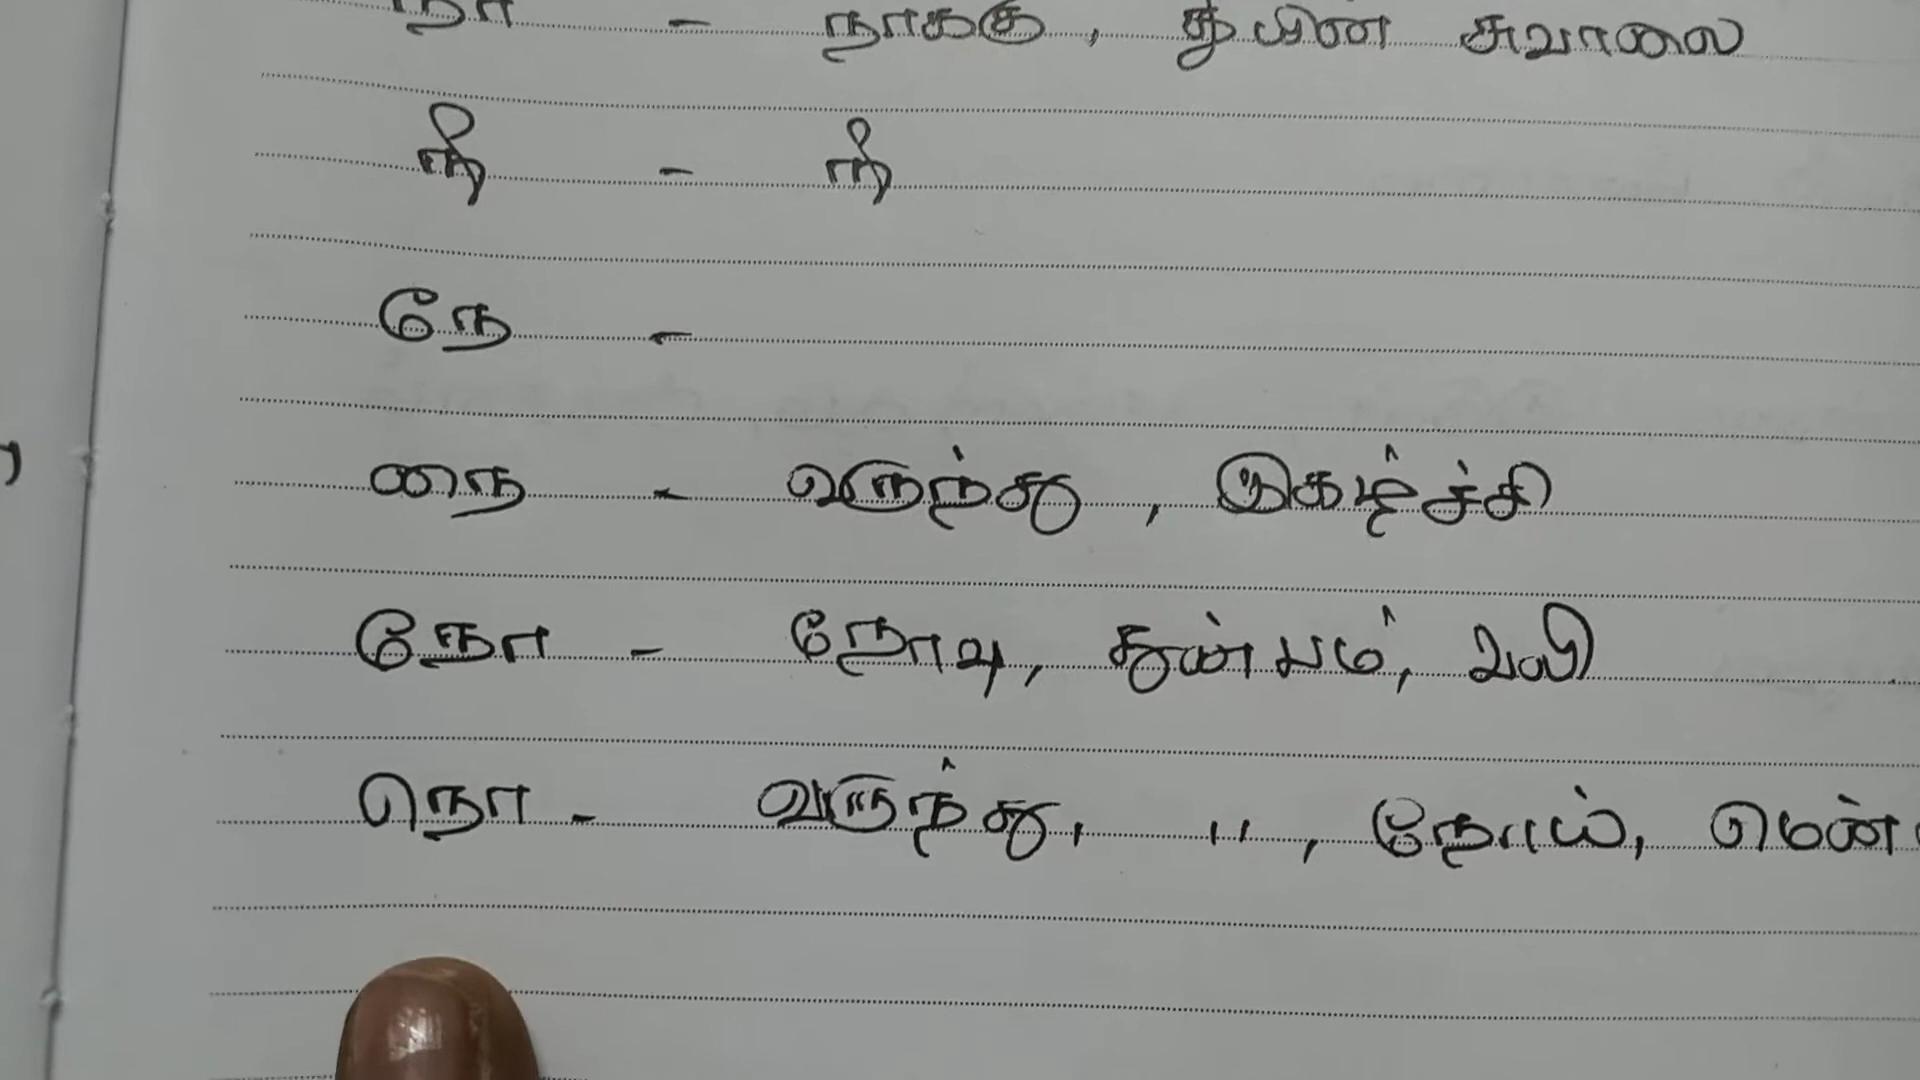 நா - நாக்கு, தீயின் சுவாலை
நீ - நீ
நே -
நை - வருந்து, இகழ்ச்சி
நோ - நோவு, துன்பம், வலி
நொ - வருந்து, ", நோய், மென்